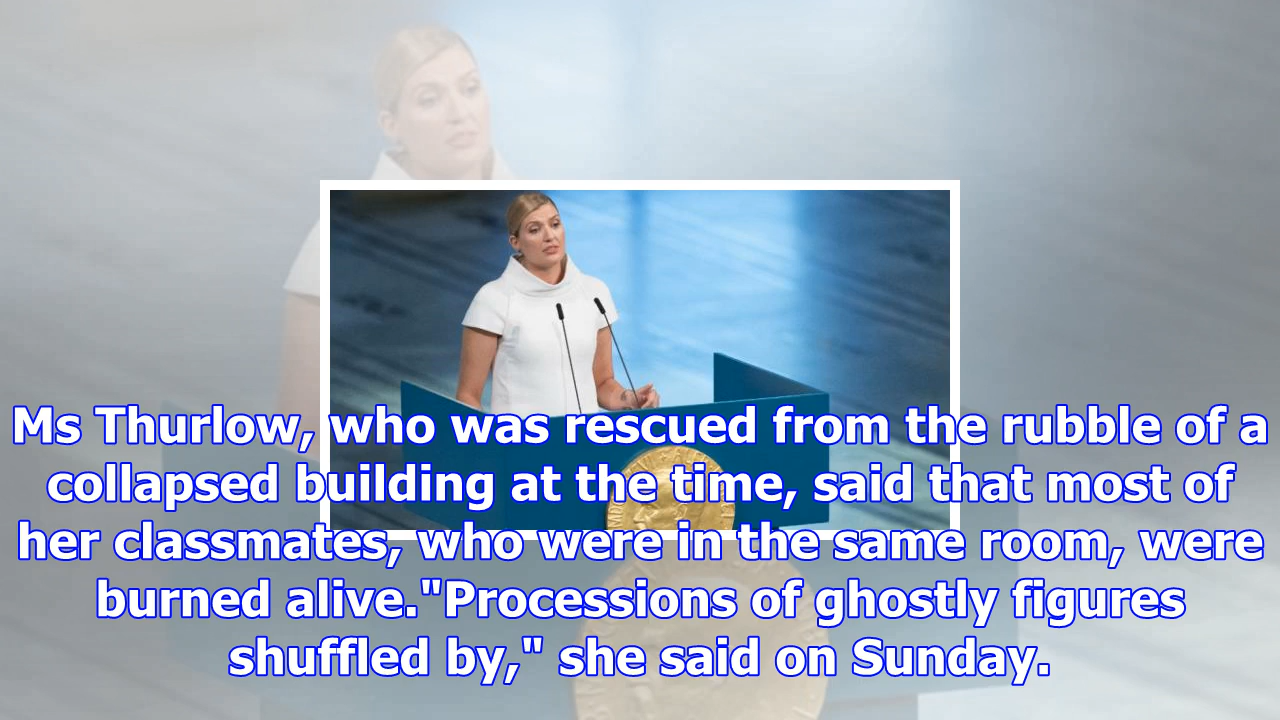 Ms Thurlow, who was rescued from the rubble of a
collapsed building at the time, said that most of
her classmates, who were in the same room, were
burned alive."Processions of ghostly figures
shuffled by," she said on Sunday.